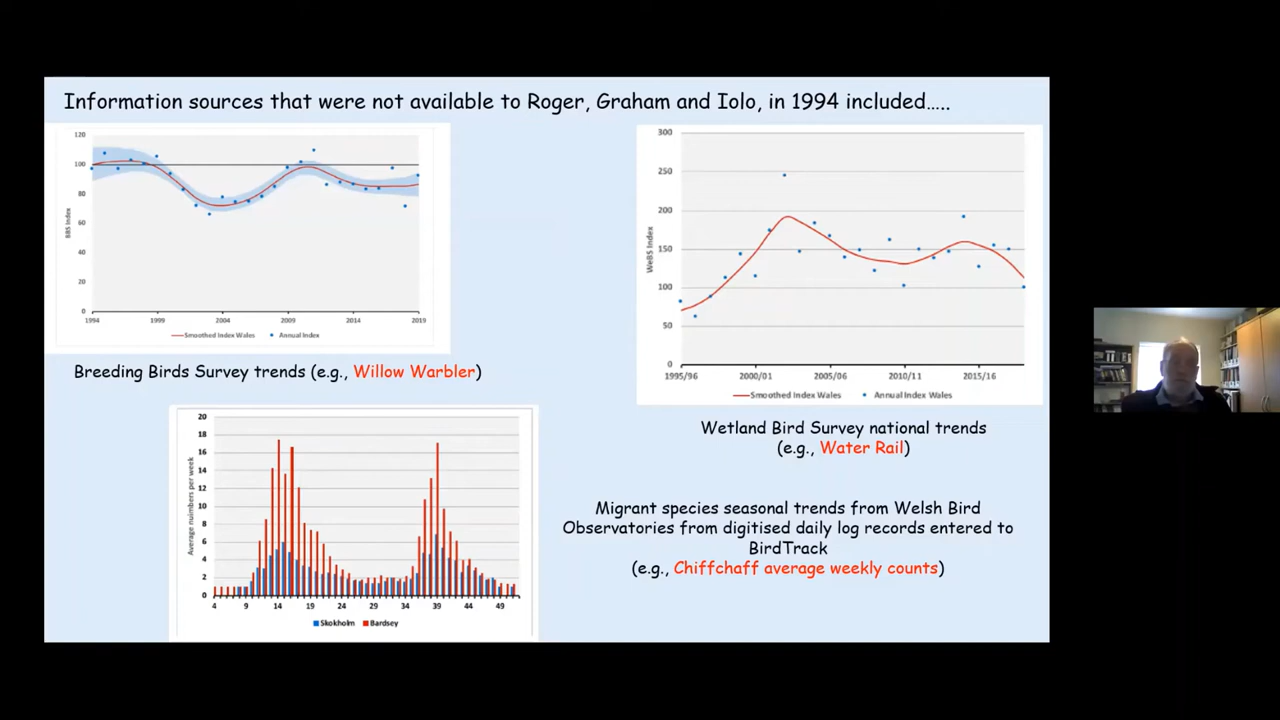 Information sources that were not available to Roger, Graham and Iolo, in 1994 included…..
120
100
80
60
40
20
0
BBS Index
1994 1999 2004 2009 2014 2019
Smoothed Index Wales Annual Index
Breeding Birds Survey trends (e.g., Willow Warbler)
300
250
200
150
100
50
0
WeBS Index
1995/96 2000/01 2005/06 2010/11 2015/16
Smoothed Index Wales Annual Index Wales
Wetland Bird Survey national trends
(e.g., Water Rail)
20
18
16
14
12
10
8
6
4
2
0
Average nuimbers per week
4 9 14 19 24 29 34 39 44 49
Skokholm Bardsey
Migrant species seasonal trends from Welsh Bird
Observatories from digitised daily log records entered to
BirdTrack
(e.g., Chiffchaff average weekly counts)